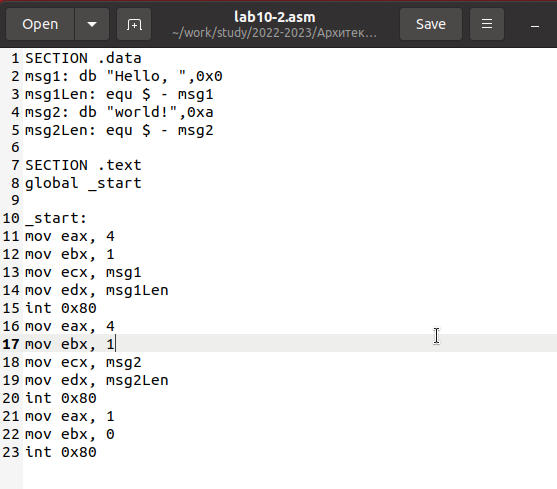 Open
lab10-2.asm
~/work/study/2022-2023/Архитек...
Save
1 SECTION .data
2 msg1: db "Hello, ",0x0
3 msg1Len: equ $ - msg1
4 msg2: db "world!",0xa
5 msg2Len: equ $ - msg2
6
7 SECTION .text
8 global _start
9
10 _start:
11 mov eax, 4
12 mov ebx, 1
13 mov ecx, msg1
14 mov edx, msg1Len
15 int 0x80
16 mov eax, 4
17 mov ebx, 1
18 mov ecx, msg2
19 mov edx, msg2Len
20 int 0x80
21 mov eax, 1
22 mov ebx, 0
23 int 0x80